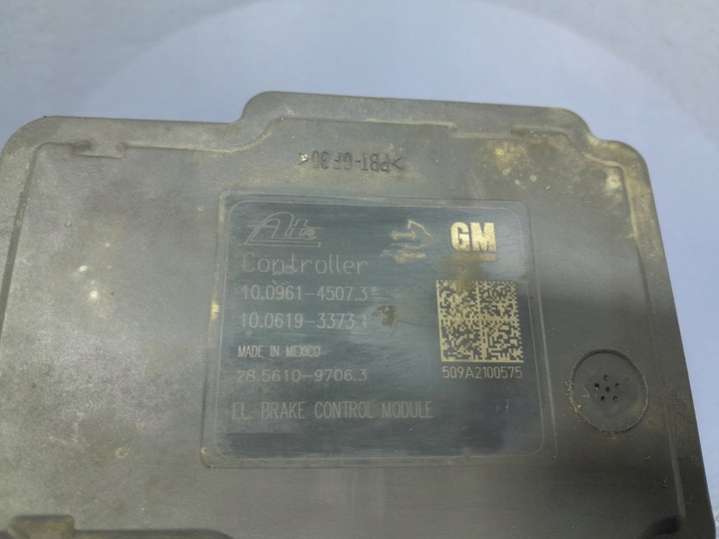 >PBT-GF30<
Ate
GM
Controller
10.0961-4507.3
10.0619-3373.1
MADE IN MEXICO
28.5610-9706.3
509A2100575
EL. BRAKE CONTROL MODULE